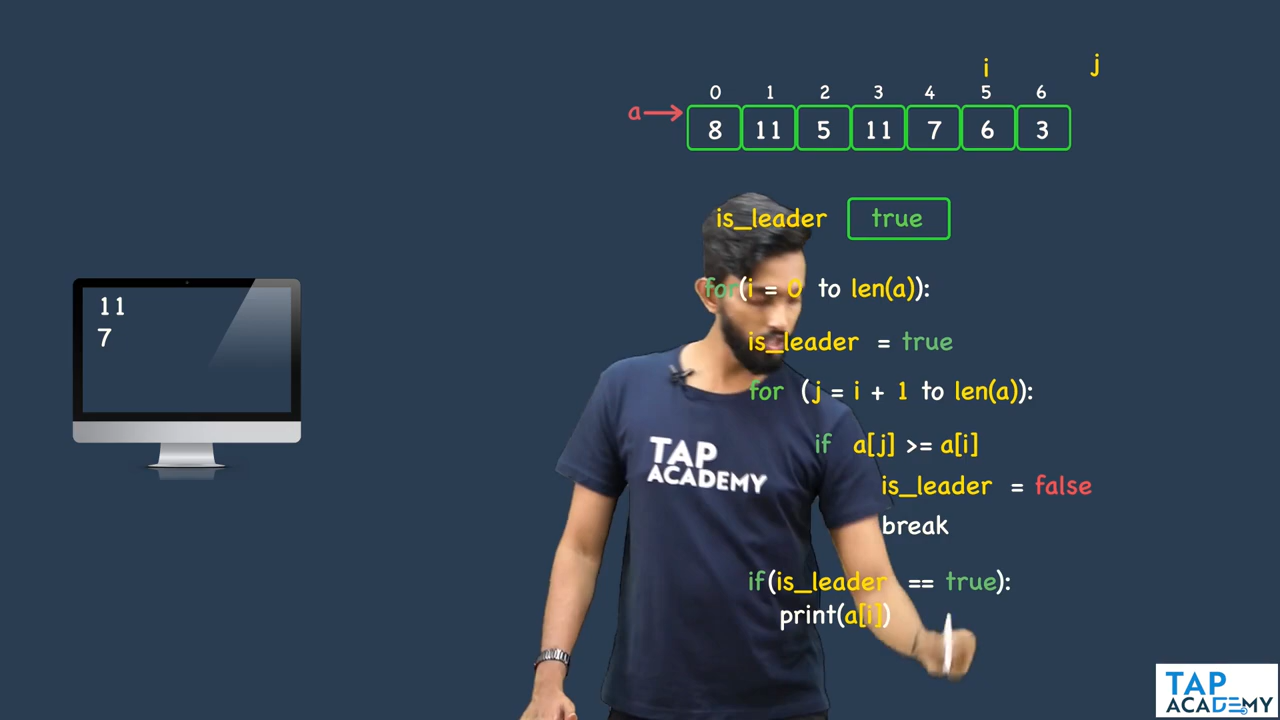 i j
0 1 2 3 4 5 6
a
8 11 5 11 7 6 3
is_leader true
for(i = 0 to len(a)):
is_leader = true
for (j = i + 1 to len(a)):
if a[j] >= a[i]
is_leader = false
break
if(is_leader == true):
print(a[i])
11
7
TAP
ACADEMY
TAP
ACADEMY